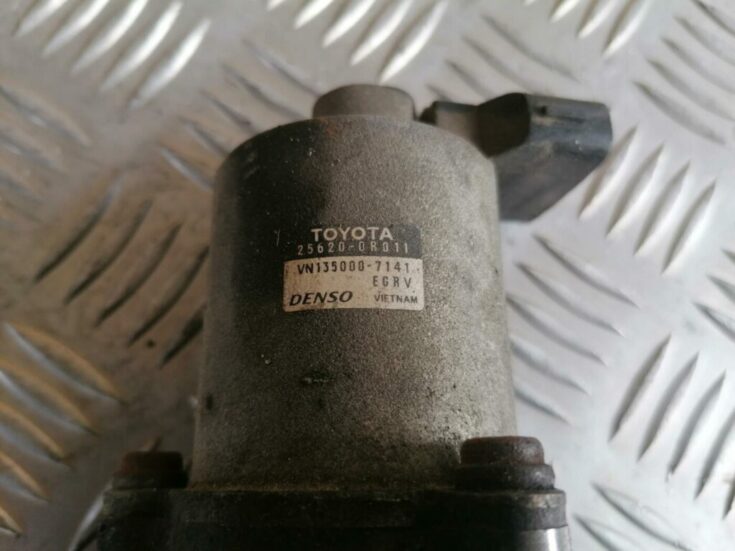 TOYOTA
25620-0R011
VN135000-7141
EGRV
DENSO VIETNAM